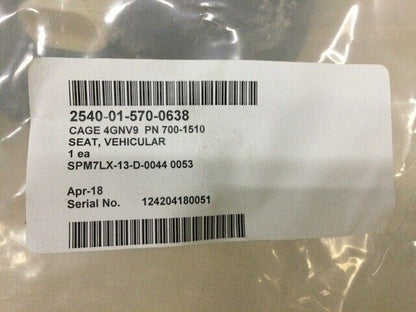 2540-01-570-0638
CAGE 4GNV9 PN 700-1510
SEAT, VEHICULAR
1 ea
SPM7LX-13-D-0044 0053
Apr-18
Serial No. 124204180051